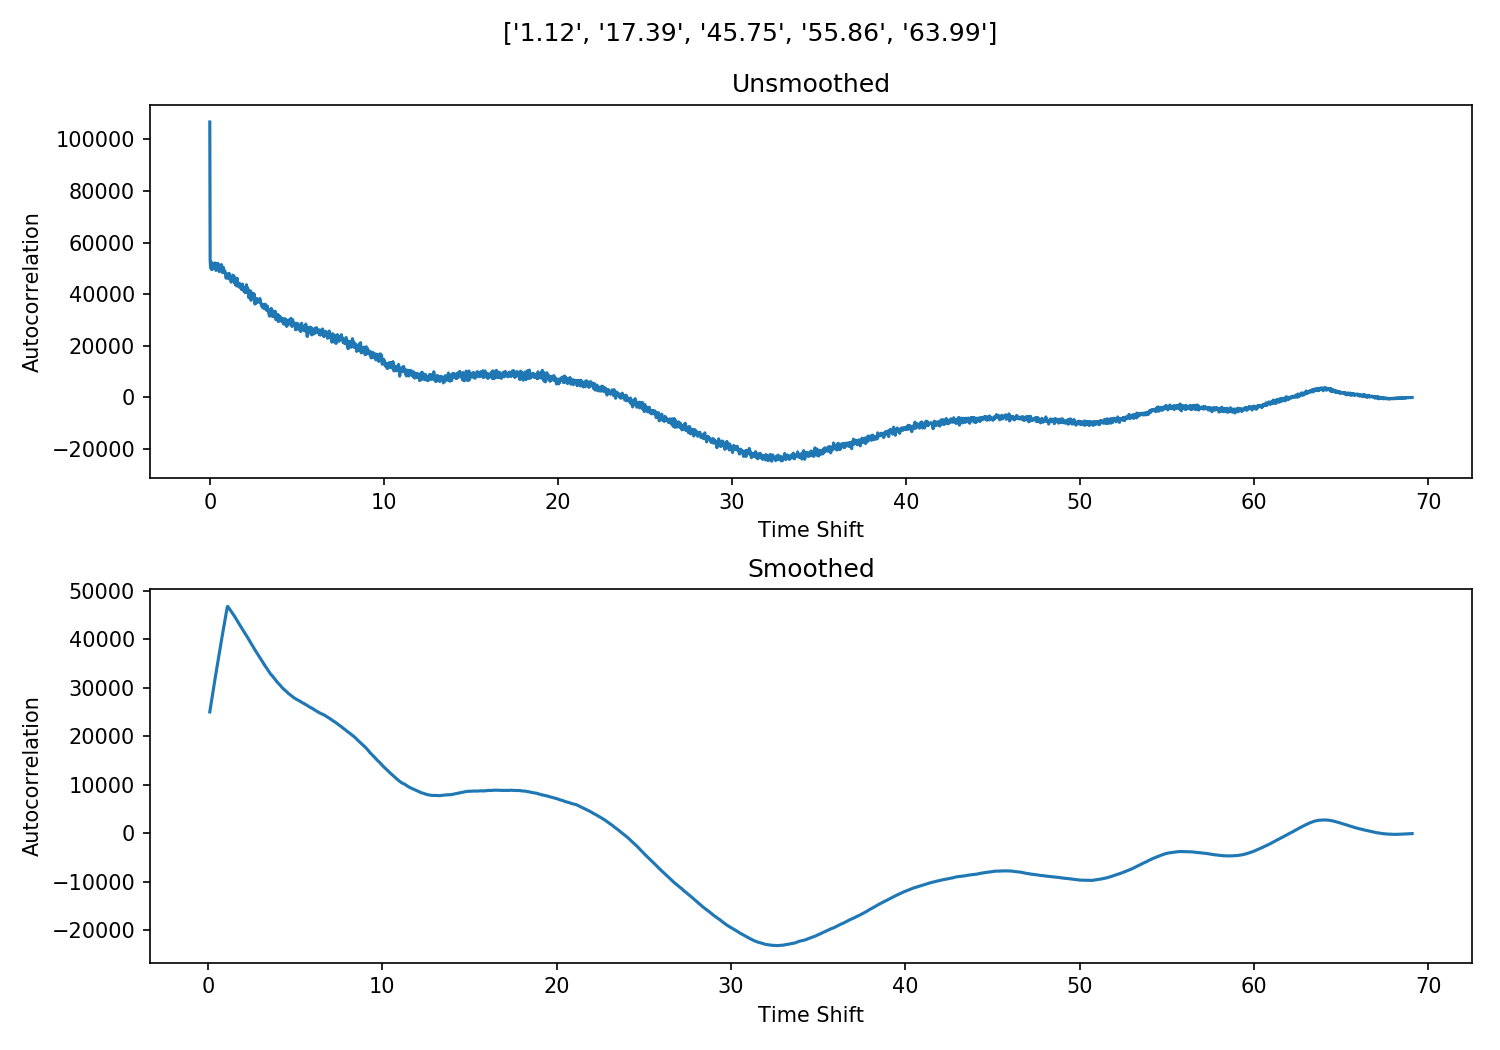 ['1.12', '17.39', '45.75', '55.86', '63.99']
Unsmoothed
100000
80000
60000
40000
20000
0
−20000
Autocorrelation
0 10 20 30 40 50 60 70
Time Shift
Smoothed
50000
40000
30000
20000
10000
0
−10000
−20000
Autocorrelation
0 10 20 30 40 50 60 70
Time Shift